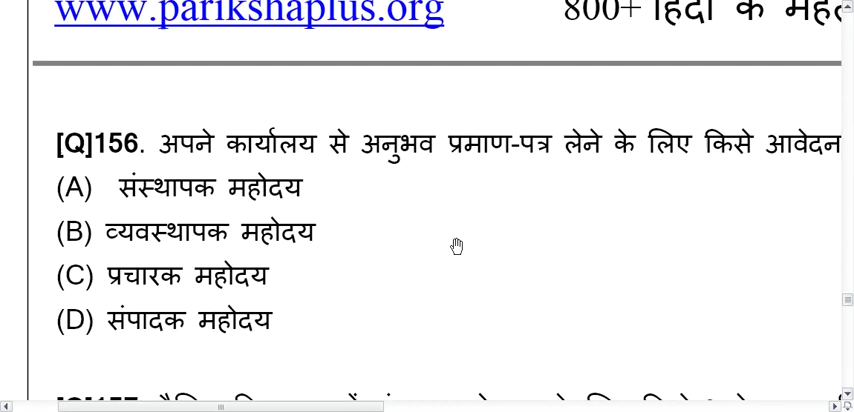 www.parikshaplus.org 800+ हिंदी के
[Q]156. अपने कार्यालय से अनुभव प्रमाण-पत्र लेने के लिए किसे आवेदन
(A) संस्थापक महोदय
(B) व्यवस्थापक महोदय
(C) प्रचारक महोदय
(D) संपादक महोदय